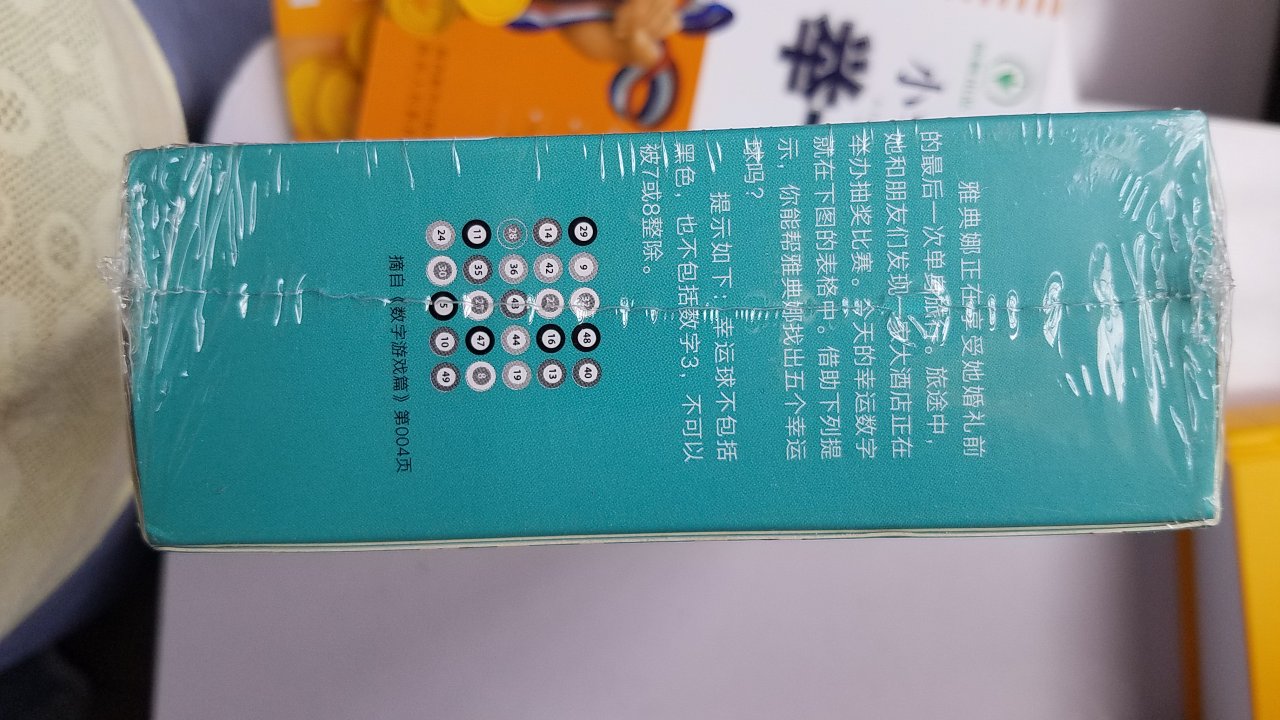 雅典娜正在享受她婚礼前
的最后一次单身旅行。旅途中,
她和朋友们发现一家大酒店正在
举办抽奖比赛。今天的幸运数字
就在下图的表格中。借助下列提
示,你能帮雅典娜找出五个幸运
球吗?
提示如下:幸运球不包括
黑色,也不包括数字3,不可以
被7或8整除。
29 9 48 40
14 42 16 13
28 36 43 44 19
11 35 47 8
24 30 5 10 49
摘自《数字游戏篇》第004页
小